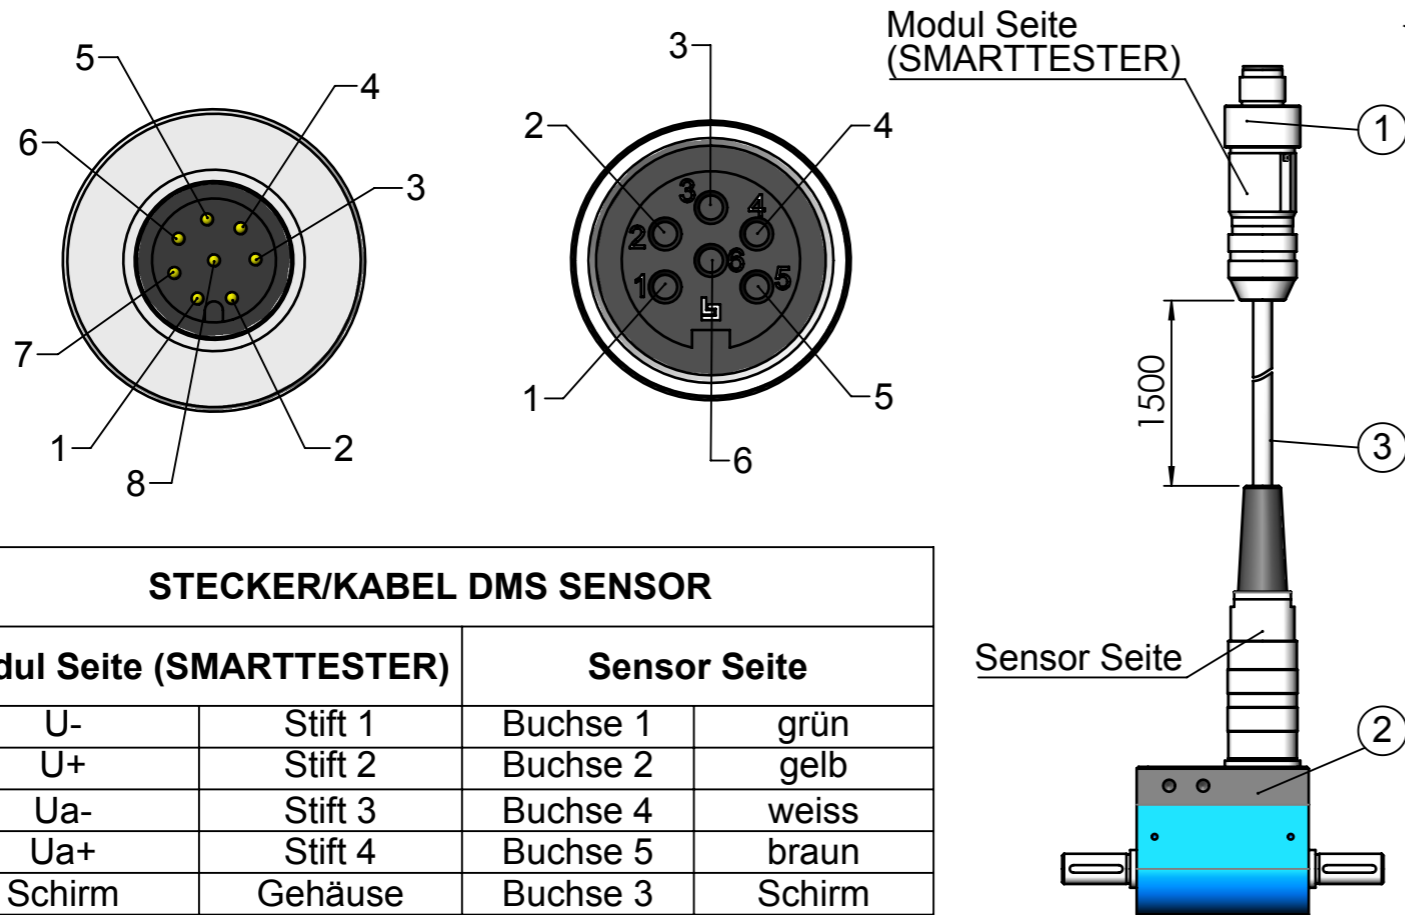 5
4
6
3
7
1
8
2
3
2
4
1
5
6
3
2
4
6
1
5
Modul Seite
(SMARTTESTER)
1
1500
3
Sensor Seite
2
STECKER/KABEL DMS SENSOR
dul Seite (SMARTTESTER) Sensor Seite
U- Stift 1 Buchse 1 grün
U+ Stift 2 Buchse 2 gelb
Ua- Stift 3 Buchse 4 weiss
Ua+ Stift 4 Buchse 5 braun
Schirm Gehäuse Buchse 3 Schirm